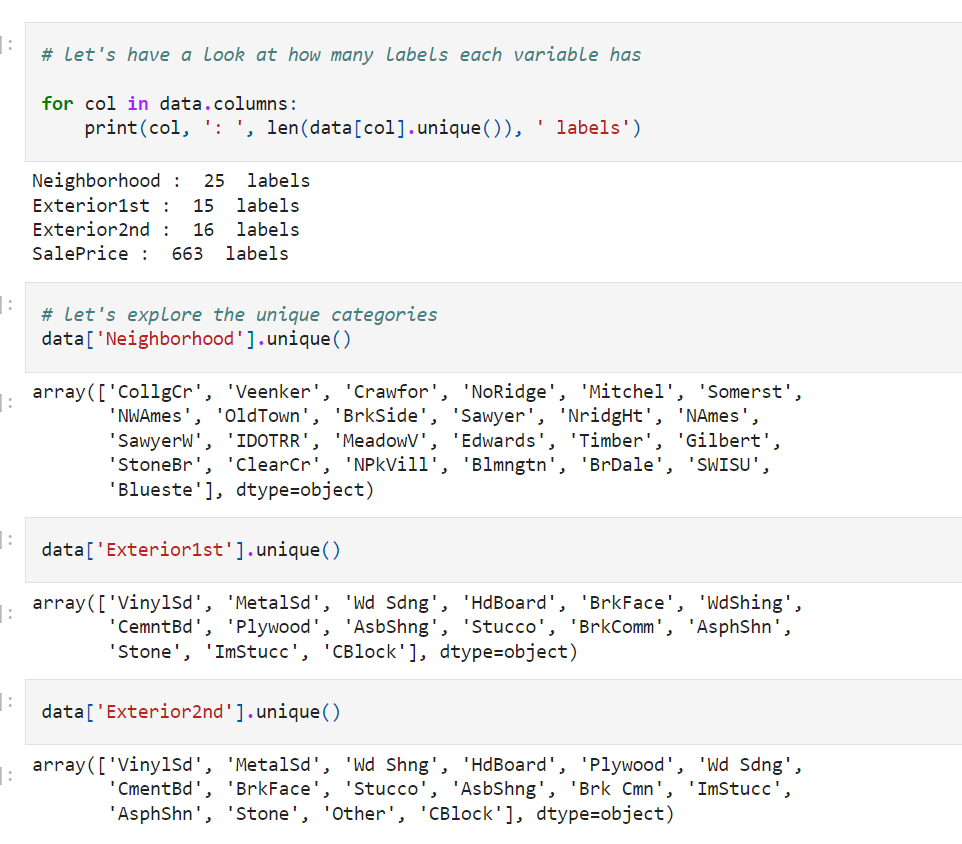 ]:
# let's have a look at how many labels each variable has
for col in data.columns:
    print(col, ': ', len(data[col].unique()), ' labels')
Neighborhood :  25  labels
Exterior1st :  15  labels
Exterior2nd :  16  labels
SalePrice :  663  labels
]:
# let's explore the unique categories
data['Neighborhood'].unique()
]:
array(['CollgCr', 'Veenker', 'Crawfor', 'NoRidge', 'Mitchel', 'Somerst',
       'NWAmes', 'OldTown', 'BrkSide', 'Sawyer', 'NridgHt', 'NAmes',
       'SawyerW', 'IDOTRR', 'MeadowV', 'Edwards', 'Timber', 'Gilbert',
       'StoneBr', 'ClearCr', 'NPkVill', 'Blmngtn', 'BrDale', 'SWISU',
       'Blueste'], dtype=object)
]:
data['Exterior1st'].unique()
]:
array(['VinylSd', 'MetalSd', 'Wd Sdng', 'HdBoard', 'BrkFace', 'WdShing',
       'CemntBd', 'Plywood', 'AsbShng', 'Stucco', 'BrkComm', 'AsphShn',
       'Stone', 'ImStucc', 'CBlock'], dtype=object)
]:
data['Exterior2nd'].unique()
]:
array(['VinylSd', 'MetalSd', 'Wd Shng', 'HdBoard', 'Plywood', 'Wd Sdng',
       'CmentBd', 'BrkFace', 'Stucco', 'AsbShng', 'Brk Cmn', 'ImStucc',
       'AsphShn', 'Stone', 'Other', 'CBlock'], dtype=object)